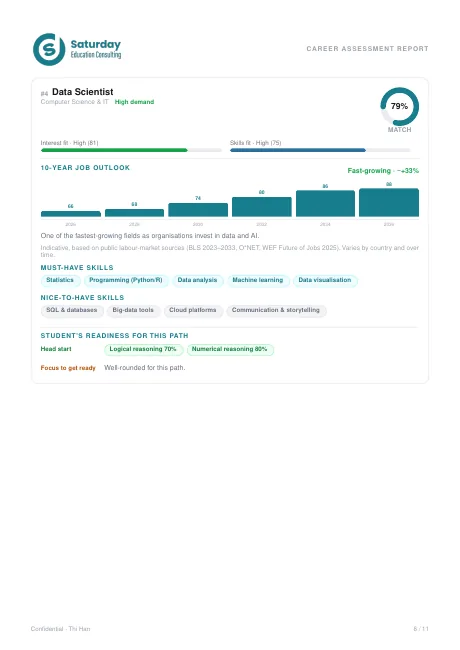 Saturday
Education Consulting
CAREER ASSESSMENT REPORT
#4 Data Scientist
Computer Science & IT · High demand
79%
MATCH
Interest fit · High (81)
Skills fit · High (75)
10-YEAR JOB OUTLOOK
Fast-growing · ~+33%
66 68 74 80 86 88
2026 2028 2030 2032 2034 2036
One of the fastest-growing fields as organisations invest in data and AI.
Indicative, based on public labour-market sources (BLS 2023–2033, O*NET, WEF Future of Jobs 2025). Varies by country and over
time.
MUST-HAVE SKILLS
Statistics Programming (Python/R) Data analysis Machine learning Data visualisation
NICE-TO-HAVE SKILLS
SQL & databases Big-data tools Cloud platforms Communication & storytelling
STUDENT'S READINESS FOR THIS PATH
Head start Logical reasoning 70% Numerical reasoning 80%
Focus to get ready Well-rounded for this path.
Confidential · Thi Han